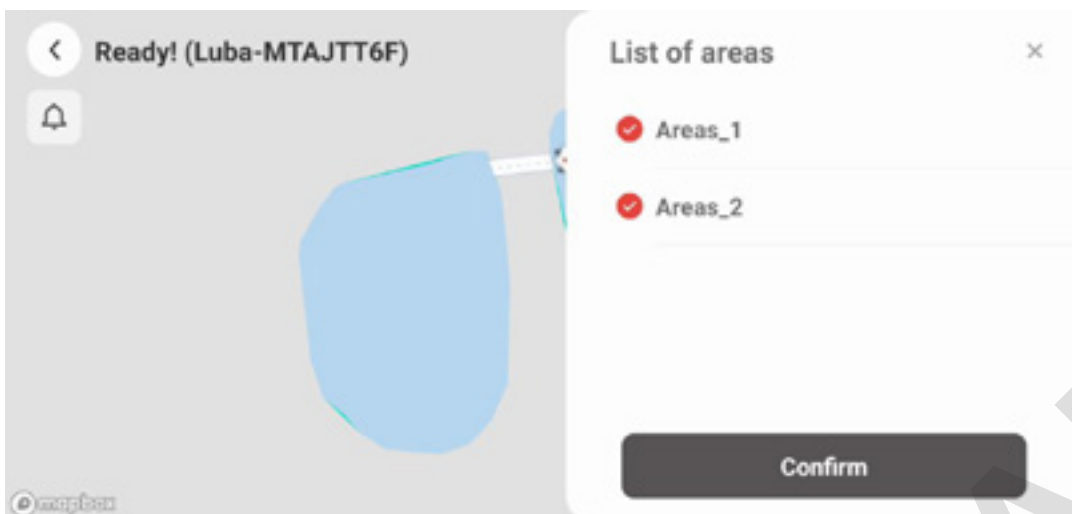 Ready! (Luba-MTAJTT6F)
List of areas
Areas_1
Areas_2
Confirm
mapbox